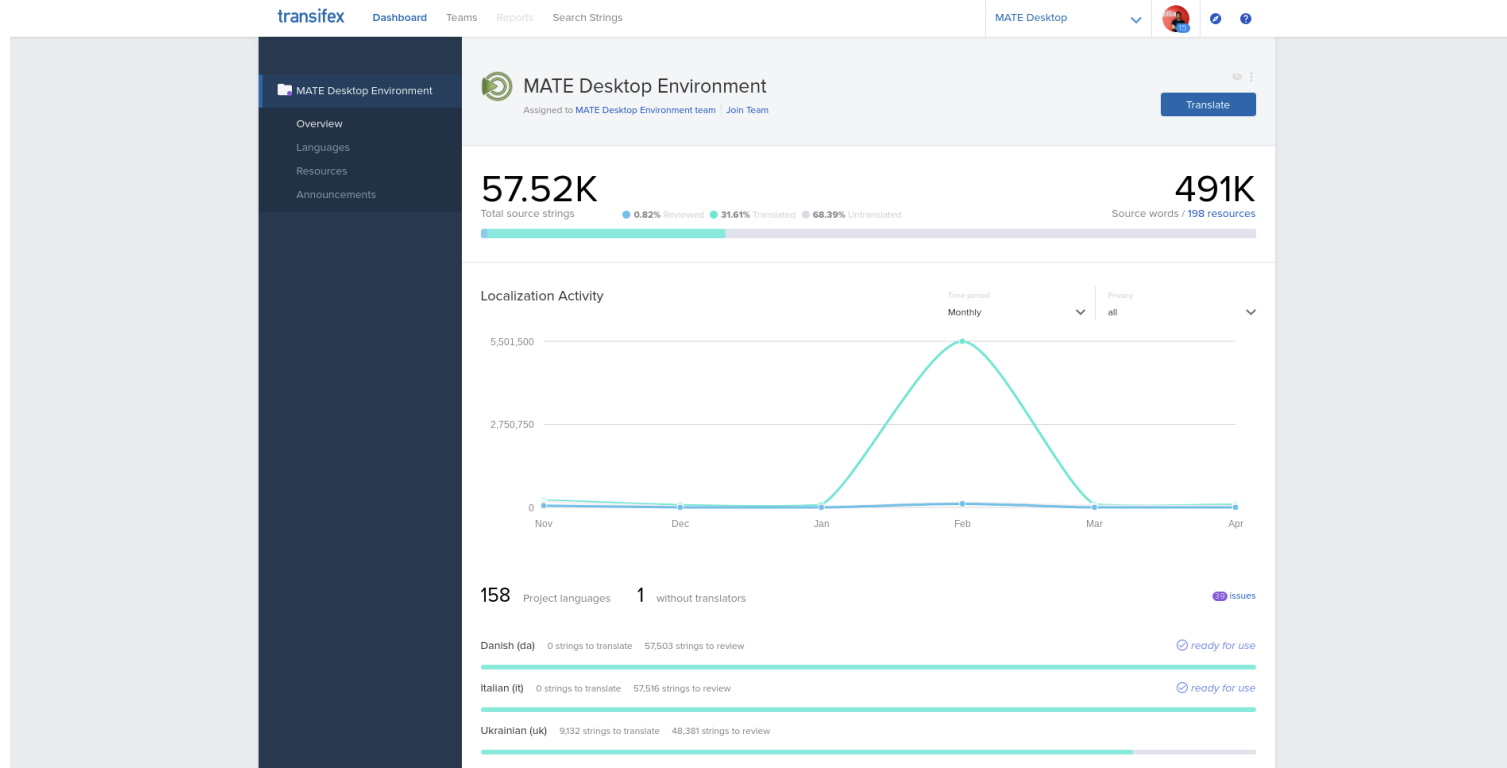 transifex Dashboard Teams Reports Search Strings MATE Desktop 15
MATE Desktop Environment
Overview
Languages
Resources
Announcements
MATE Desktop Environment
Assigned to MATE Desktop Environment team Join Team
Translate
57.52K 491K
Total source strings 0.82% Reviewed 31.61% Translated 68.39% Untranslated Source words / 198 resources
Localization Activity
Time period Privacy
Monthly all
5,501,500
2,750,750
0
Nov Dec Jan Feb Mar Apr
158 Project languages 1 without translators 39 issues
Danish (da) 0 strings to translate 57,503 strings to review ready for use
Italian (it) 0 strings to translate 57,516 strings to review ready for use
Ukrainian (uk) 9,132 strings to translate 48,381 strings to review